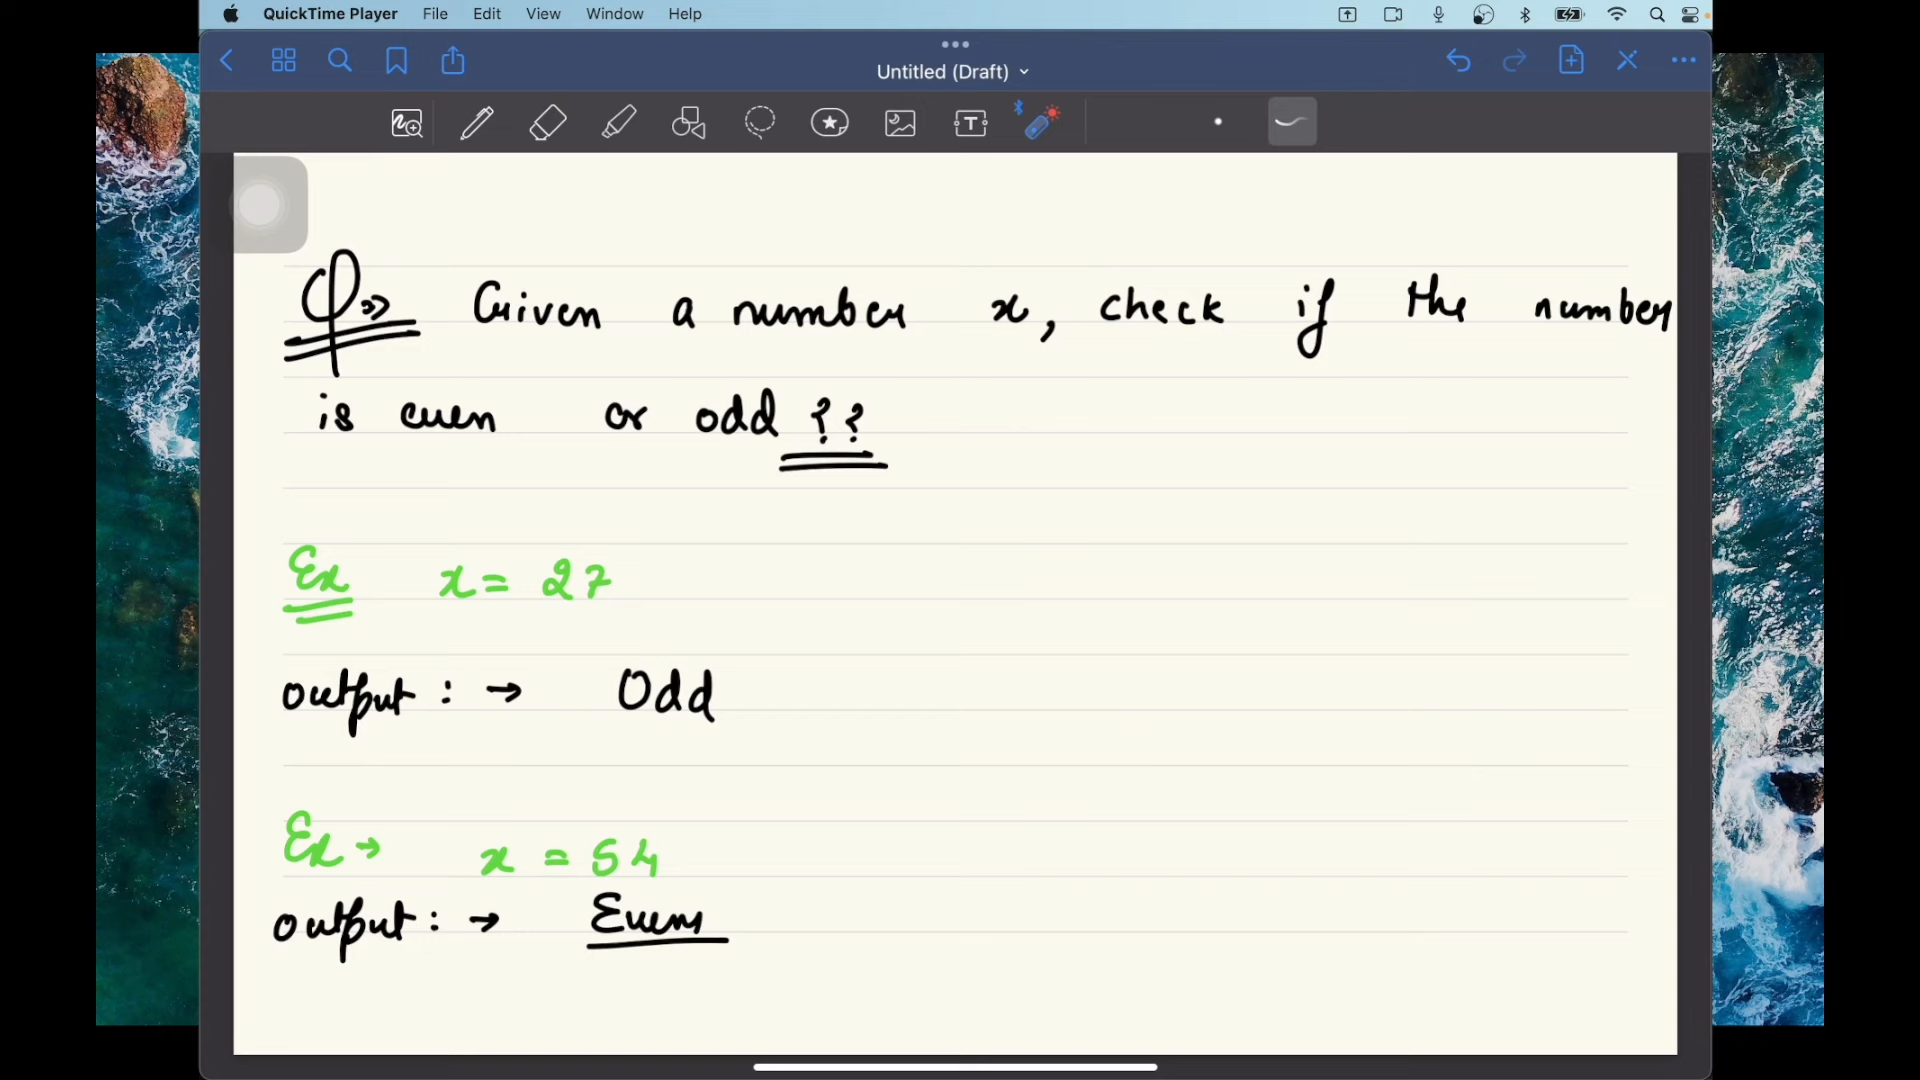 QuickTime Player File Edit View Window Help
Untitled (Draft)
T
Q Given a number x, check if the number
is even or odd ??
Ex x = 27
output : → Odd
Ex → x = 54
output : → Even